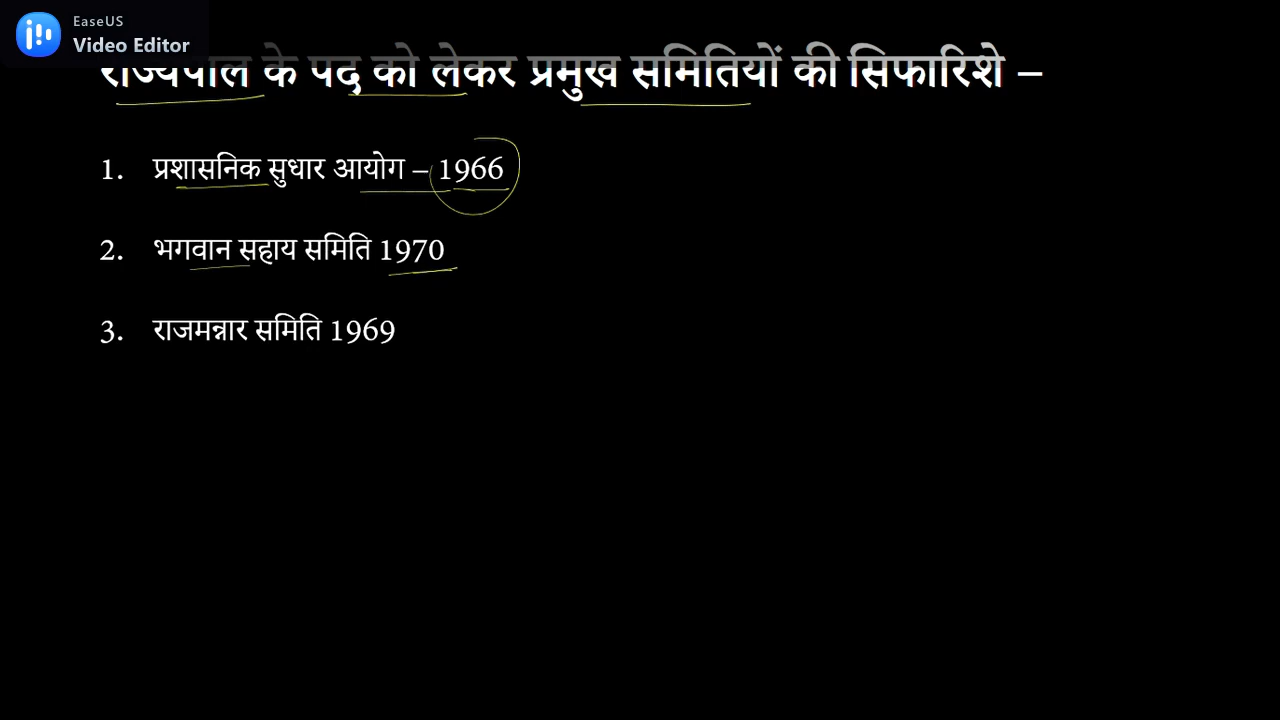 EaseUS
Video Editor
राज्यपाल के पद को लेकर प्रमुख समितियों की सिफारिशे –
1. प्रशासनिक सुधार आयोग – 1966
2. भगवान सहाय समिति 1970
3. राजमन्नार समिति 1969